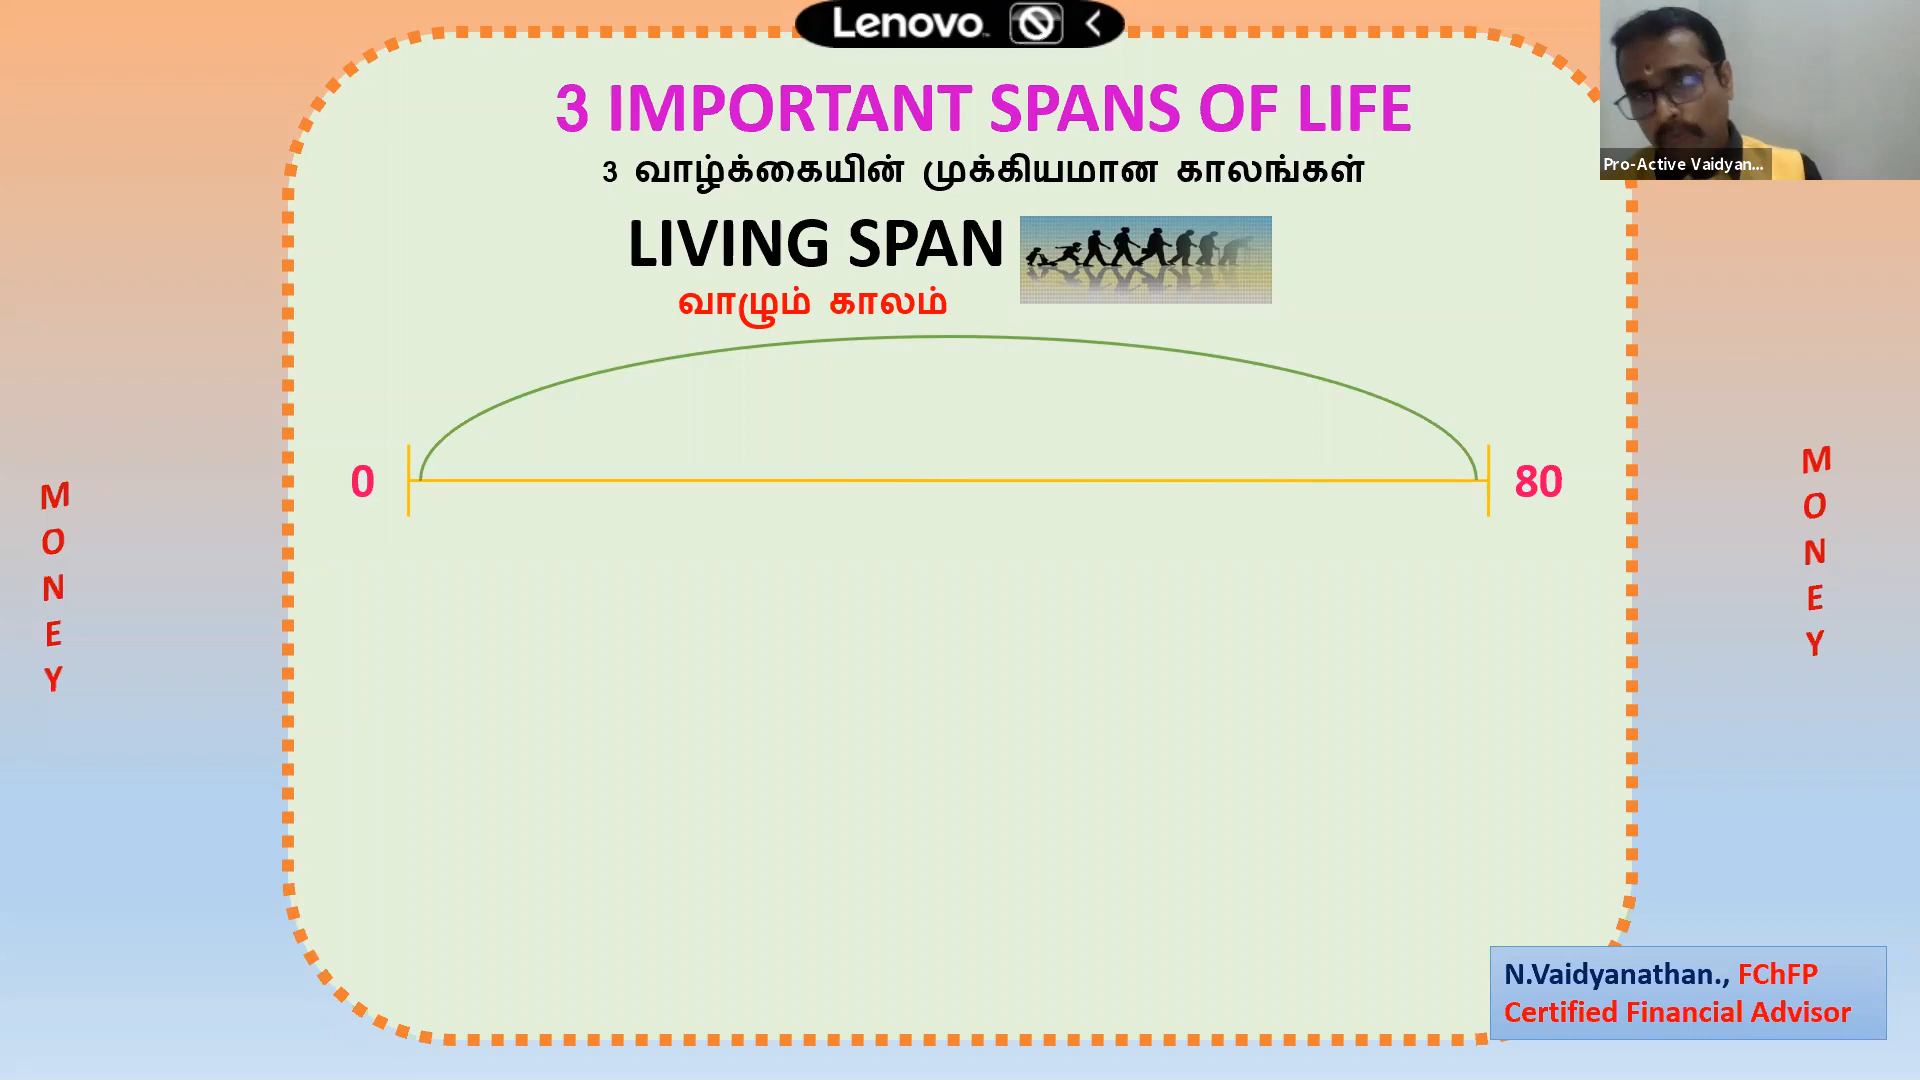 Lenovo
3 IMPORTANT SPANS OF LIFE
3 வாழ்க்கையின் முக்கியமான காலங்கள்
Pro-Active Vaidyan...
LIVING SPAN
வாழும் காலம்
0
80
M
O
N
E
Y
M
O
N
E
Y
N.Vaidyanathan., FChFP
Certified Financial Advisor